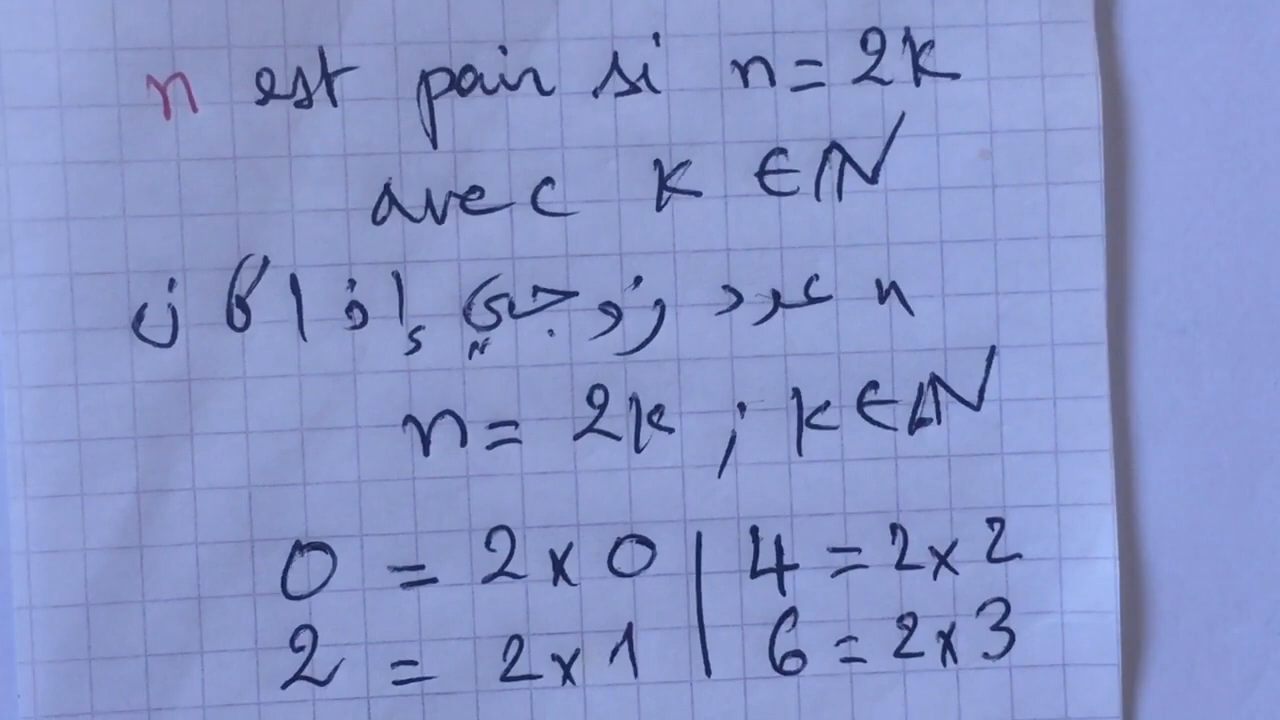 n est pair si n = 2k
avec k ∈ ℕ
n عدد زوجي إذا كان
n = 2k ; k ∈ ℕ
0 = 2 × 0 | 4 = 2 × 2
2 = 2 × 1 | 6 = 2 × 3